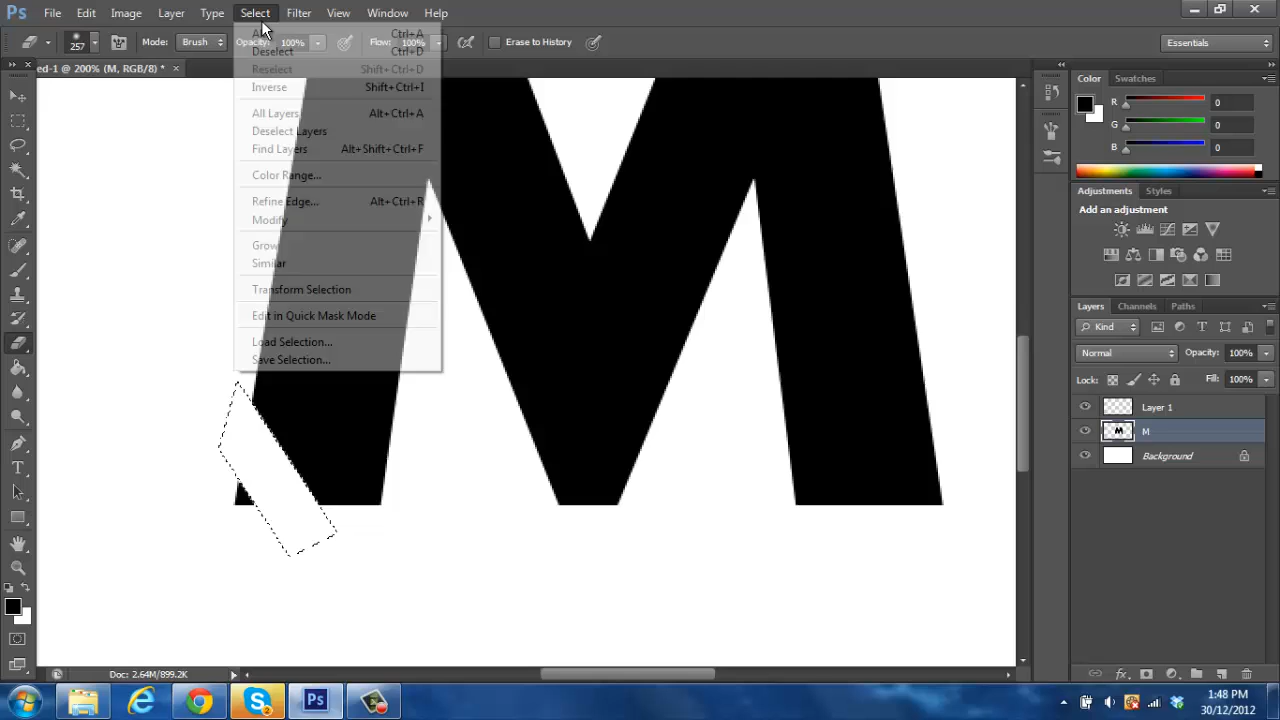 Ps File Edit Image Layer Type Select Filter View Window Help
257 Mode: Brush Opacity: 100% Flow: 100% Erase to History Essentials
ed-1 @ 200% (M, RGB/8) * ×
All Ctrl+A
Deselect Ctrl+D
Reselect Shift+Ctrl+D
Inverse Shift+Ctrl+I
All Layers Alt+Ctrl+A
Deselect Layers
Find Layers Alt+Shift+Ctrl+F
Color Range...
Refine Edge... Alt+Ctrl+R
Modify
Grow
Similar
Transform Selection
Edit in Quick Mask Mode
Load Selection...
Save Selection...
M
Color Swatches
R 0
G 0
B 0
Adjustments Styles
Add an adjustment
Layers Channels Paths
Kind
Normal Opacity: 100%
Lock: Fill: 100%
Layer 1
M M
Background
Doc: 2.64M/899.2K
Ps
1:48 PM
30/12/2012